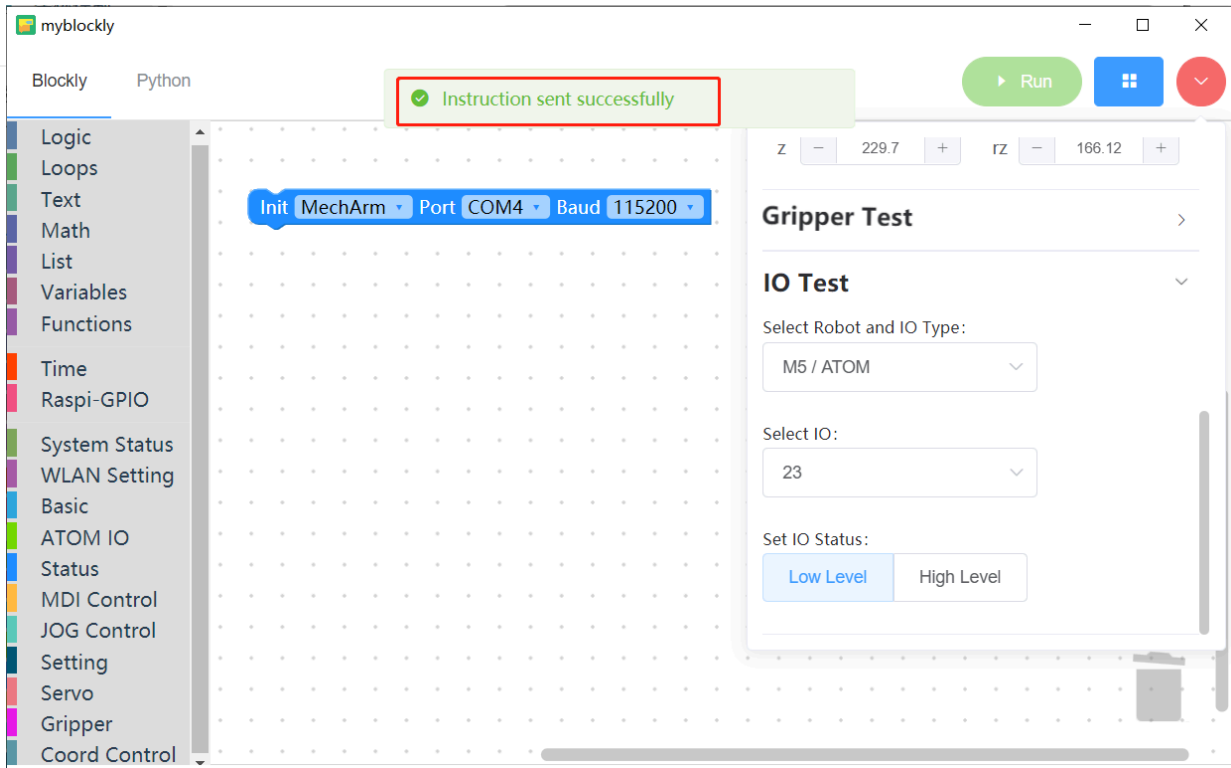 myblockly
Blockly
Python
Instruction sent successfully
Run
Logic
Loops
Text
Math
List
Variables
Functions
Time
Raspi-GPIO
System Status
WLAN Setting
Basic
ATOM IO
Status
MDI Control
JOG Control
Setting
Servo
Gripper
Coord Control
Init MechArm Port COM4 Baud 115200
z − 229.7 + rz − 166.12 +
Gripper Test
IO Test
Select Robot and IO Type:
M5 / ATOM
Select IO:
23
Set IO Status:
Low Level High Level